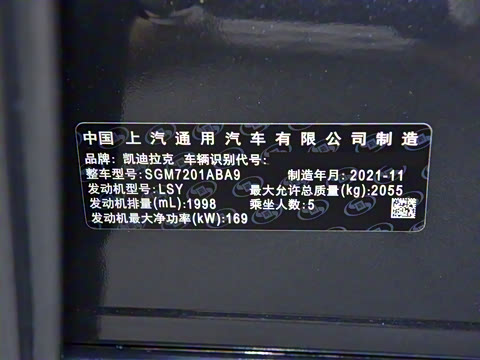 中国 上汽通用汽车有限公司制造
品牌: 凯迪拉克 车辆识别代号:
整车型号:SGM7201ABA9 制造年月:2021-11
发动机型号:LSY 最大允许总质量(kg):2055
发动机排量(mL):1998 乘坐人数:5
发动机最大净功率(kW):169